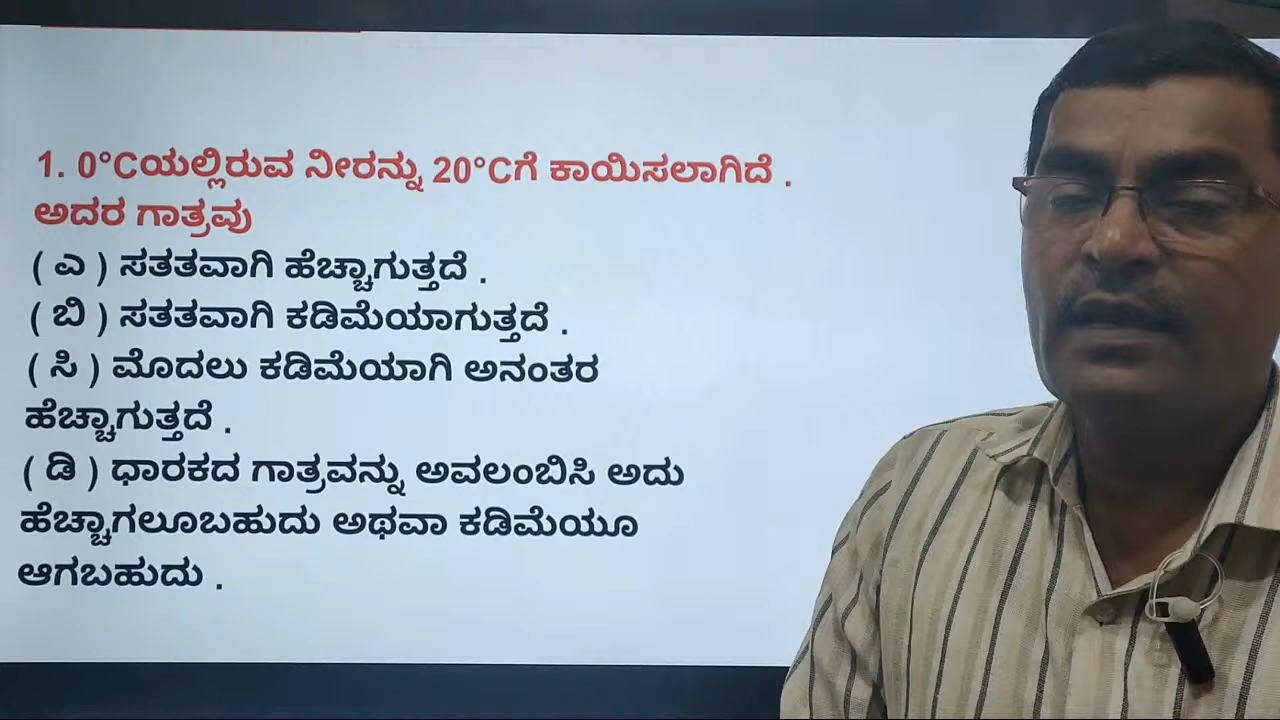 1. 0°Cಯಲ್ಲಿರುವ ನೀರನ್ನು 20°Cಗೆ ಕಾಯಿಸಲಾಗಿದೆ .
ಅದರ ಗಾತ್ರವು
( ಎ ) ಸತತವಾಗಿ ಹೆಚ್ಚಾಗುತ್ತದೆ .
( ಬಿ ) ಸತತವಾಗಿ ಕಡಿಮೆಯಾಗುತ್ತದೆ .
( ಸಿ ) ಮೊದಲು ಕಡಿಮೆಯಾಗಿ ಅನಂತರ
ಹೆಚ್ಚಾಗುತ್ತದೆ .
( ಡಿ ) ಧಾರಕದ ಗಾತ್ರವನ್ನು ಅವಲಂಬಿಸಿ ಅದು
ಹೆಚ್ಚಾಗಲೂಬಹುದು ಅಥವಾ ಕಡಿಮೆಯೂ
ಆಗಬಹುದು .